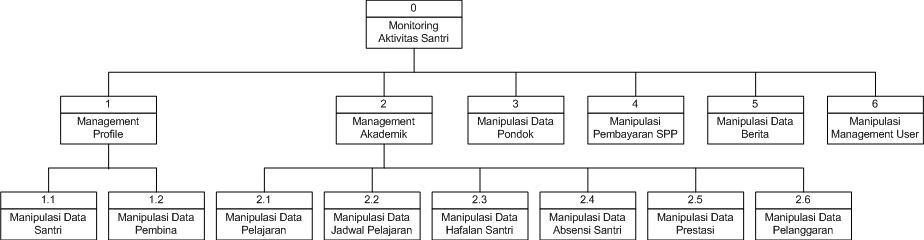 0
Monitoring
Aktivitas Santri
1
Management
Profile
2
Management
Akademik
3
Manipulasi Data
Pondok
4
Manipulasi
Pembayaran SPP
5
Manipulasi Data
Berita
6
Manipulasi
Management User
1.1
Manipulasi Data
Santri
1.2
Manipulasi Data
Pembina
2.1
Manipulasi Data
Pelajaran
2.2
Manipulasi Data
Jadwal Pelajaran
2.3
Manipulasi Data
Hafalan Santri
2.4
Manipulasi Data
Absensi Santri
2.5
Manipulasi Data
Prestasi
2.6
Manipulasi Data
Pelanggaran